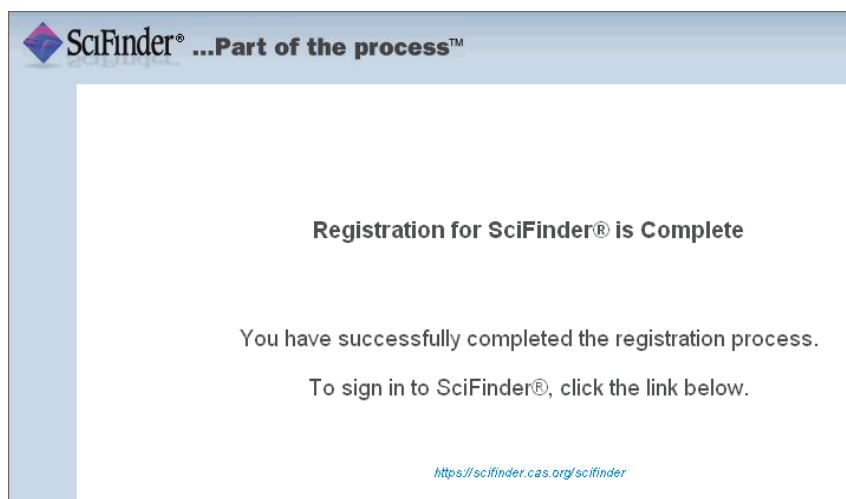 SciFinder® ...Part of the process™
Registration for SciFinder® is Complete
You have successfully completed the registration process.
To sign in to SciFinder®, click the link below.
https://scifinder.cas.org/scifinder